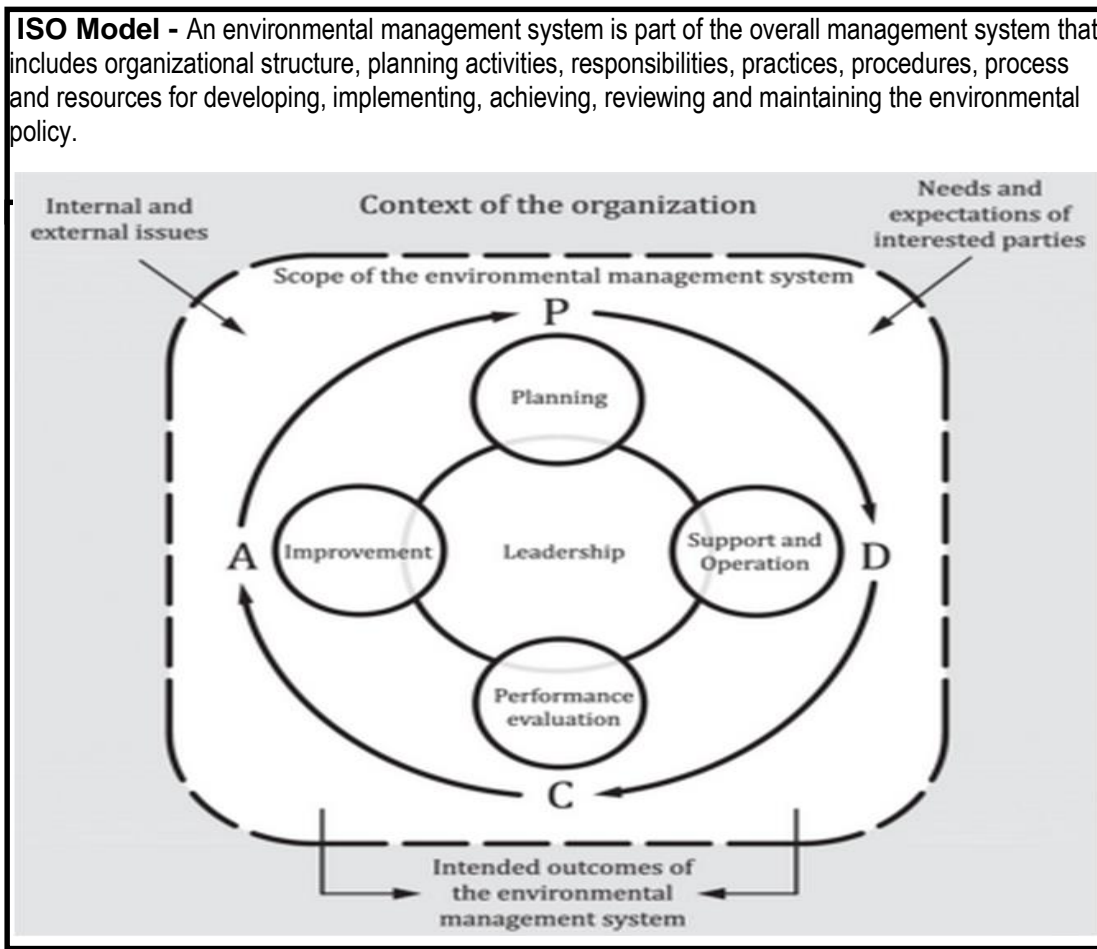 ISO Model - An environmental management system is part of the overall management system that
includes organizational structure, planning activities, responsibilities, practices, procedures, process
and resources for developing, implementing, achieving, reviewing and maintaining the environmental
policy.
Internal and
external issues
Context of the organization
Needs and
expectations of
interested parties
Scope of the environmental management system
P
Planning
A
Improvement
Leadership
Support and
Operation
D
Performance
evaluation
C
Intended outcomes of
the environmental
management system